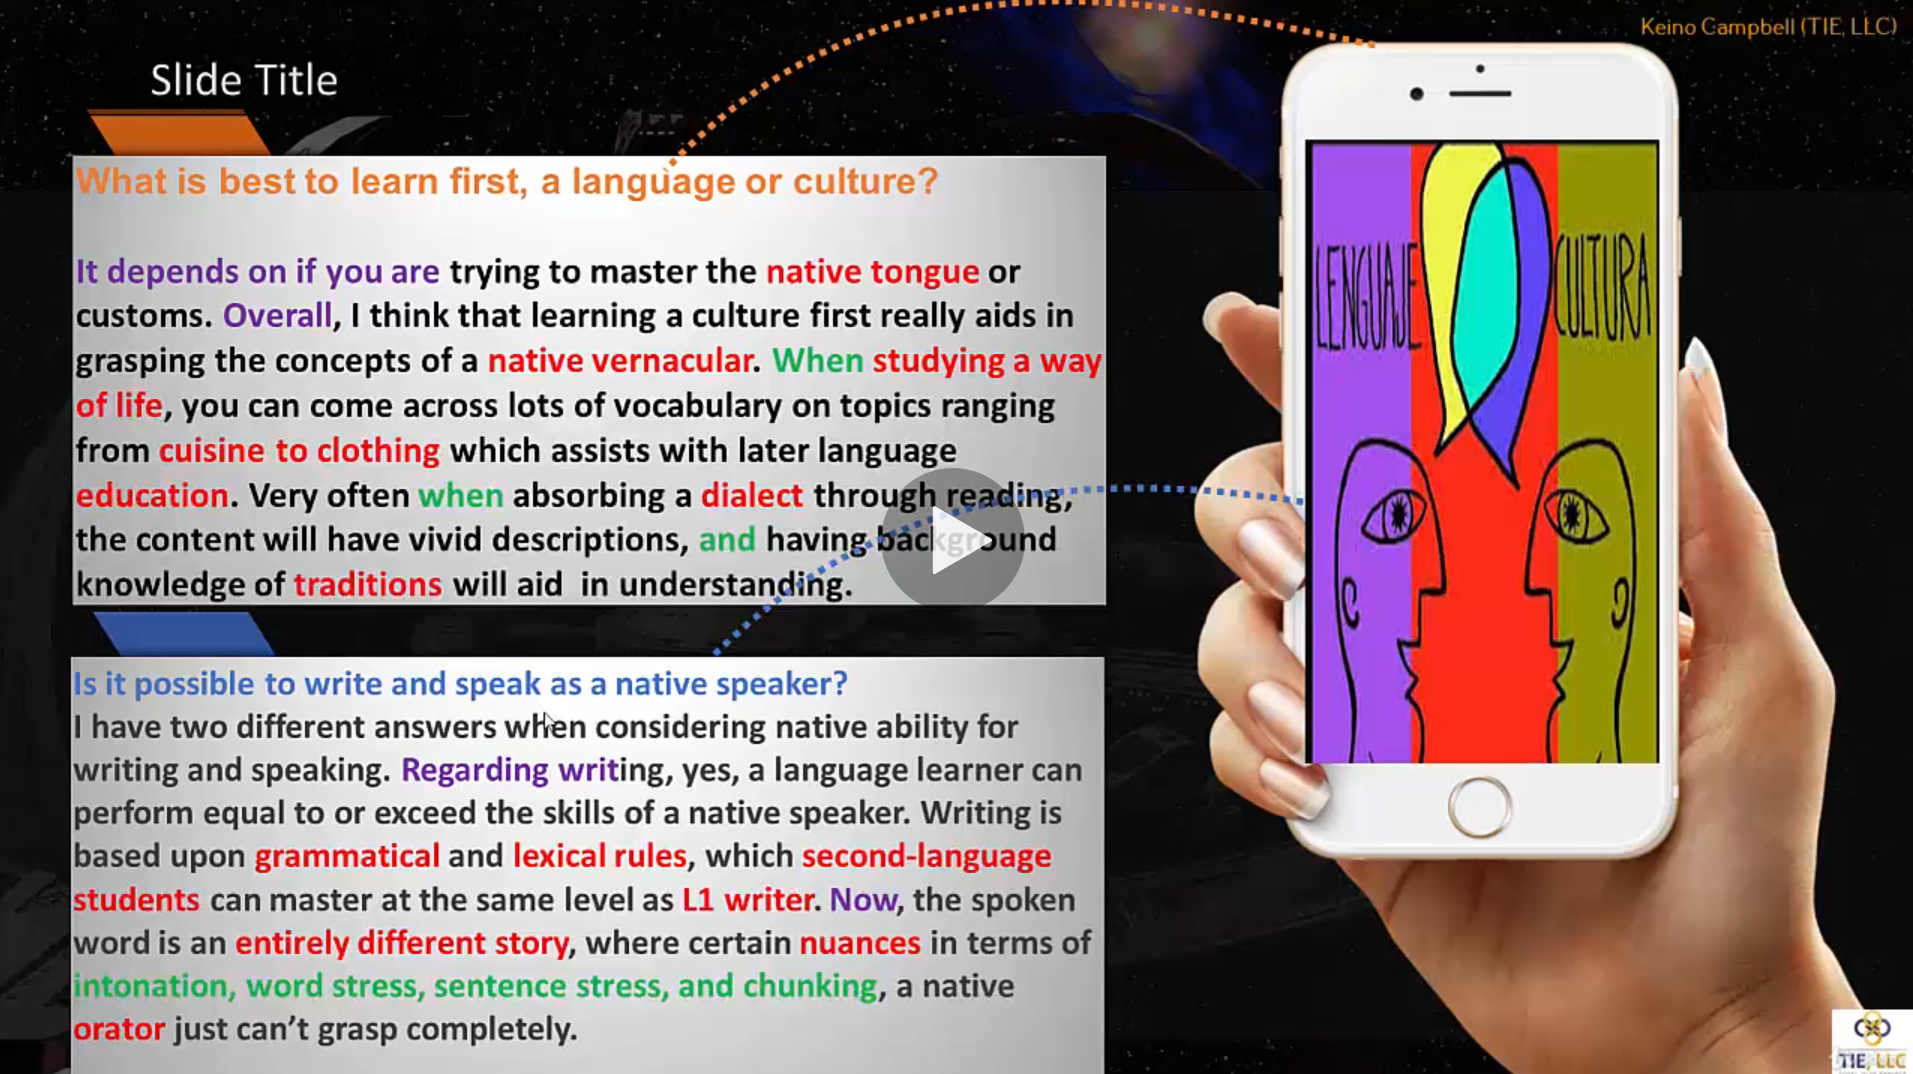 Keino Campbell (TIE, LLC)
Slide Title
What is best to learn first, a language or culture?
It depends on if you are trying to master the native tongue or
customs. Overall, I think that learning a culture first really aids in
grasping the concepts of a native vernacular. When studying a way
of life, you can come across lots of vocabulary on topics ranging
from cuisine to clothing which assists with later language
education. Very often when absorbing a dialect through reading,
the content will have vivid descriptions, and having background
knowledge of traditions will aid in understanding.
Is it possible to write and speak as a native speaker?
I have two different answers when considering native ability for
writing and speaking. Regarding writing, yes, a language learner can
perform equal to or exceed the skills of a native speaker. Writing is
based upon grammatical and lexical rules, which second-language
students can master at the same level as L1 writer. Now, the spoken
word is an entirely different story, where certain nuances in terms of
intonation, word stress, sentence stress, and chunking, a native
orator just can't grasp completely.
LENGUAJE
CULTURA
TIE, LLC